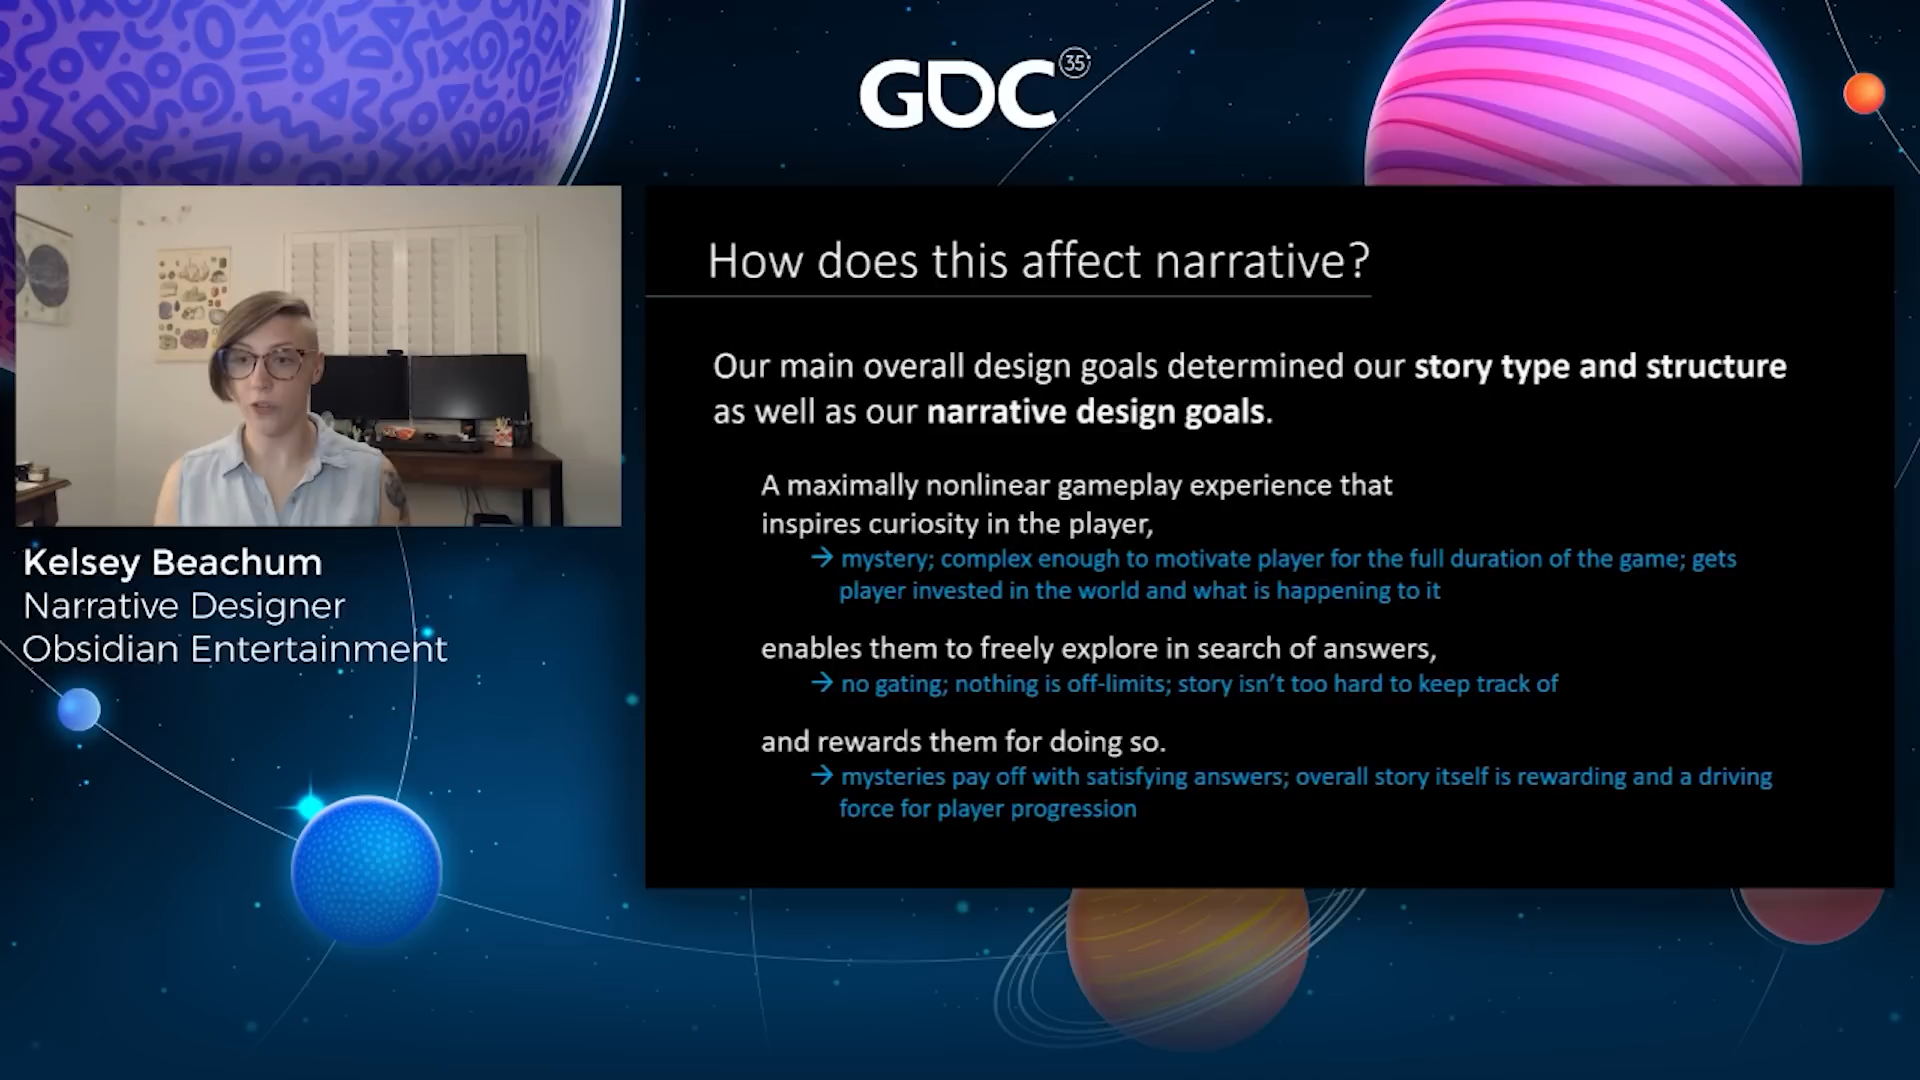 GDC 35
How does this affect narrative?
Our main overall design goals determined our story type and structure
as well as our narrative design goals.
A maximally nonlinear gameplay experience that
inspires curiosity in the player,
→ mystery; complex enough to motivate player for the full duration of the game; gets
player invested in the world and what is happening to it
enables them to freely explore in search of answers,
→ no gating; nothing is off-limits; story isn't too hard to keep track of
and rewards them for doing so.
→ mysteries pay off with satisfying answers; overall story itself is rewarding and a driving
force for player progression
Kelsey Beachum
Narrative Designer
Obsidian Entertainment